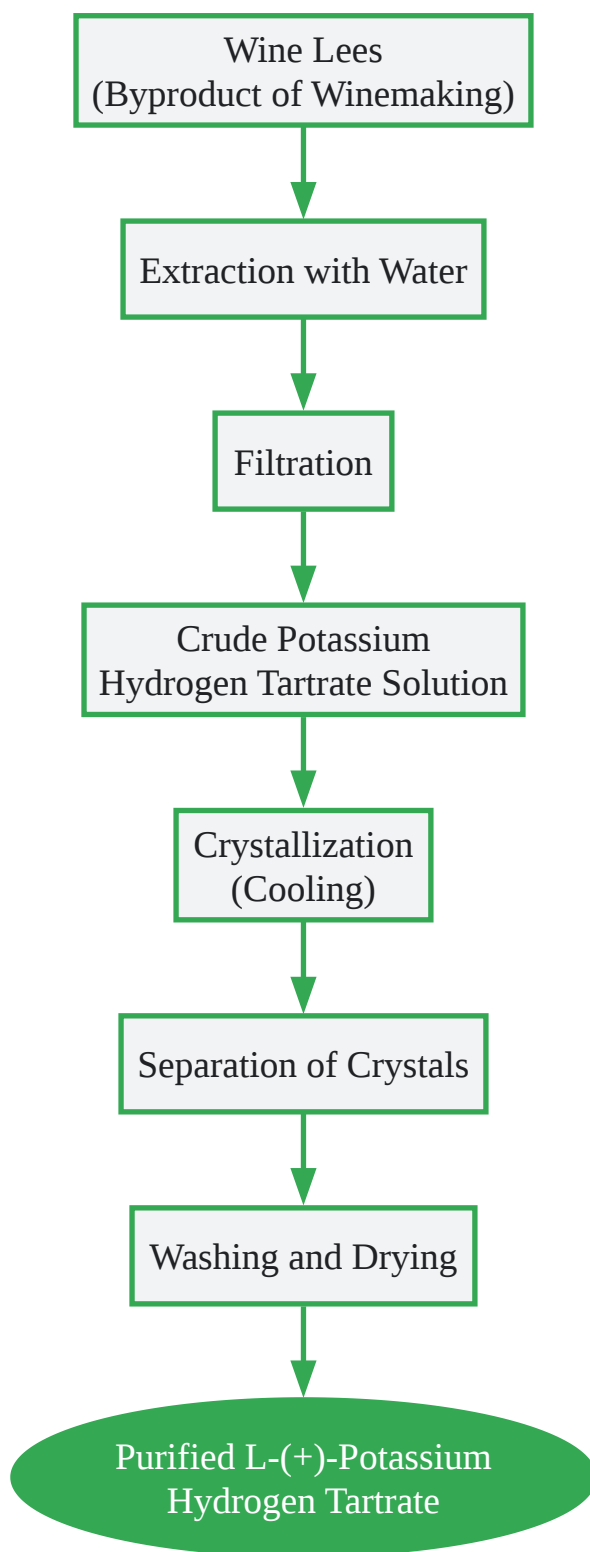 Wine Lees
(Byproduct of Winemaking)
Extraction with Water
Filtration
Crude Potassium
Hydrogen Tartrate Solution
Crystallization
(Cooling)
Separation of Crystals
Washing and Drying
Purified L-(+)-Potassium
Hydrogen Tartrate